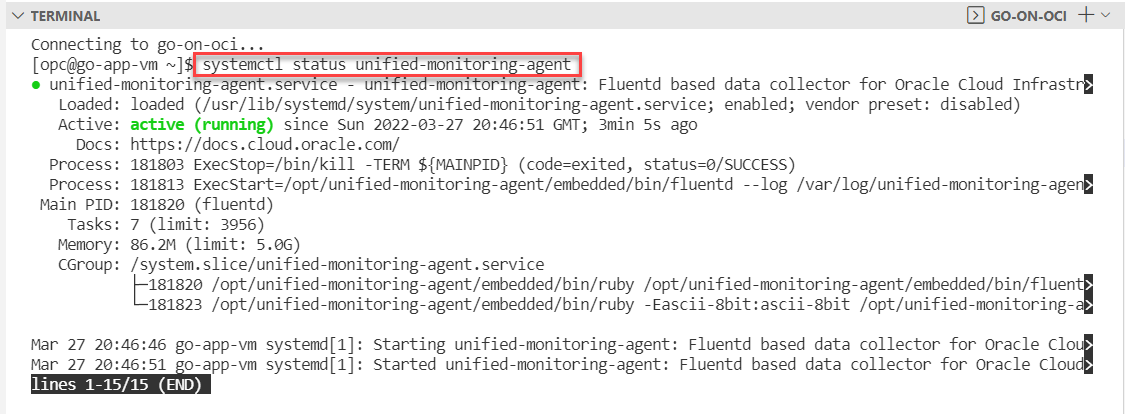 TERMINAL
GO-ON-OCI
Connecting to go-on-oci...
[opc@go-app-vm ~]$ systemctl status unified-monitoring-agent
● unified-monitoring-agent.service - unified-monitoring-agent: Fluentd based data collector for Oracle Cloud Infrastr>
Loaded: loaded (/usr/lib/systemd/system/unified-monitoring-agent.service; enabled; vendor preset: disabled)
Active: active (running) since Sun 2022-03-27 20:46:51 GMT; 3min 5s ago
Docs: https://docs.cloud.oracle.com/
Process: 181803 ExecStop=/bin/kill -TERM ${MAINPID} (code=exited, status=0/SUCCESS)
Process: 181813 ExecStart=/opt/unified-monitoring-agent/embedded/bin/fluentd --log /var/log/unified-monitoring-agen>
Main PID: 181820 (fluentd)
Tasks: 7 (limit: 3956)
Memory: 86.2M (limit: 5.0G)
CGroup: /system.slice/unified-monitoring-agent.service
├─181820 /opt/unified-monitoring-agent/embedded/bin/ruby /opt/unified-monitoring-agent/embedded/bin/fluent>
└─181823 /opt/unified-monitoring-agent/embedded/bin/ruby -Eascii-8bit:ascii-8bit /opt/unified-monitoring-a>
Mar 27 20:46:46 go-app-vm systemd[1]: Starting unified-monitoring-agent: Fluentd based data collector for Oracle Clou>
Mar 27 20:46:51 go-app-vm systemd[1]: Started unified-monitoring-agent: Fluentd based data collector for Oracle Cloud>
lines 1-15/15 (END)